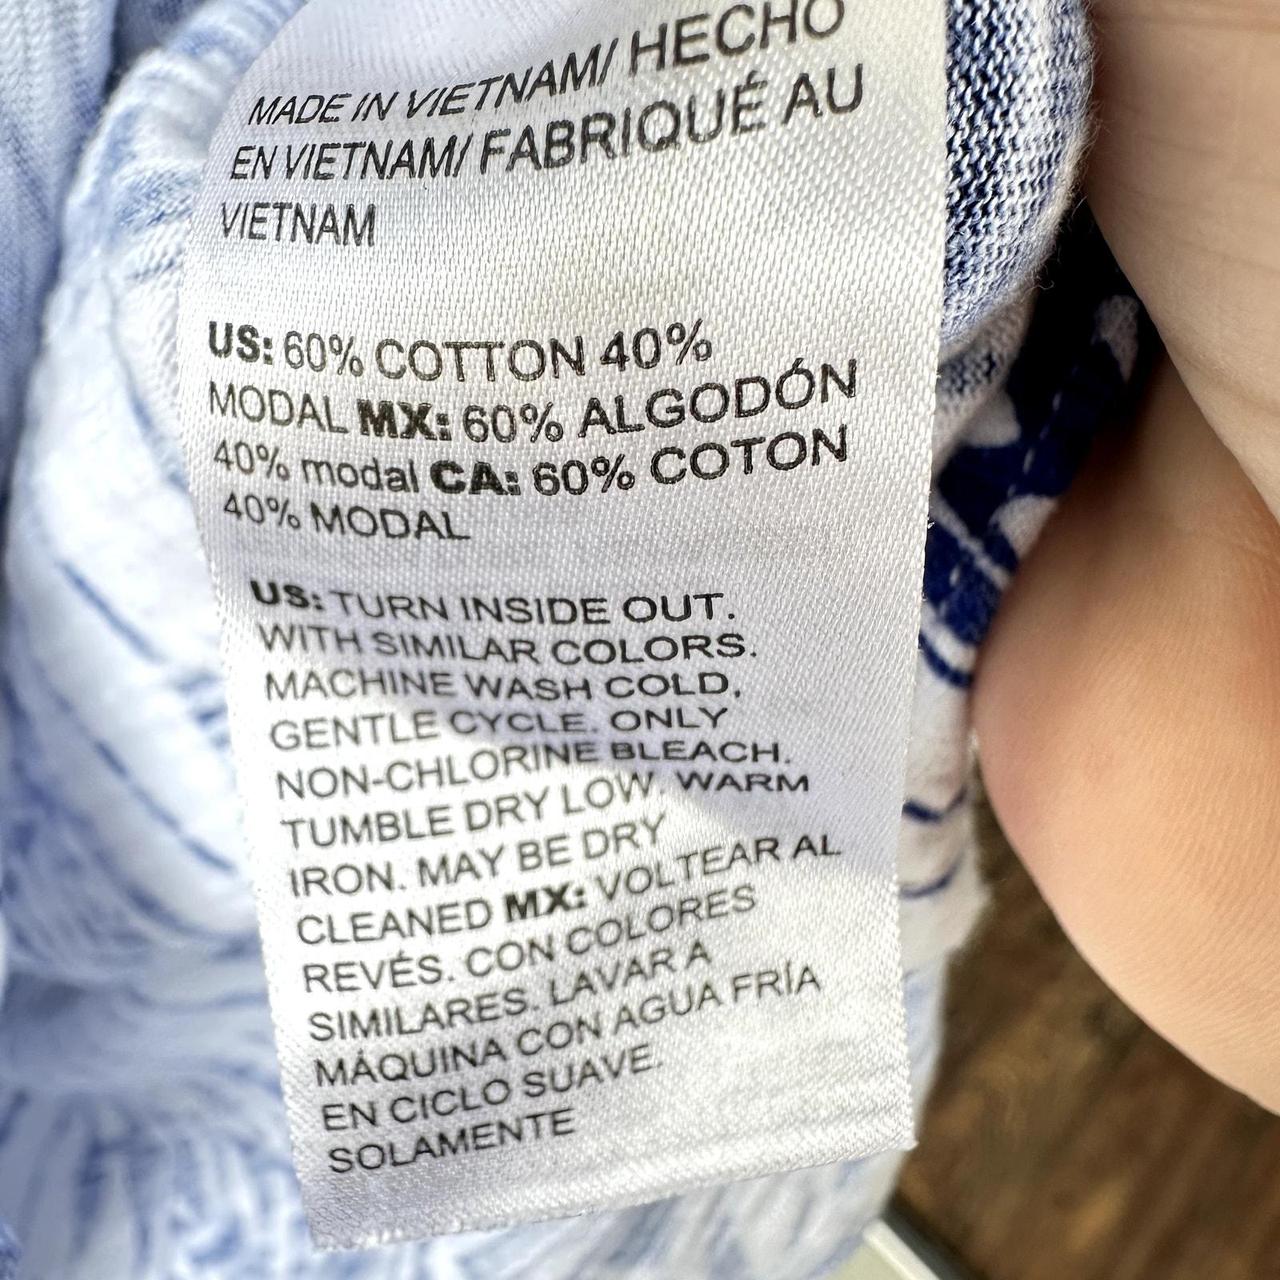 MADE IN VIETNAM/ HECHO
EN VIETNAM/ FABRIQUÉ AU
VIETNAM
US: 60% COTTON 40%
MODAL MX: 60% ALGODÓN
40% modal CA: 60% COTON
40% MODAL
US: TURN INSIDE OUT.
WITH SIMILAR COLORS.
MACHINE WASH COLD,
GENTLE CYCLE. ONLY
NON-CHLORINE BLEACH.
TUMBLE DRY LOW. WARM
IRON. MAY BE DRY
CLEANED MX: VOLTEAR AL
REVÉS. CON COLORES
SIMILARES. LAVAR A
MÁQUINA CON AGUA FRÍA
EN CICLO SUAVE.
SOLAMENTE